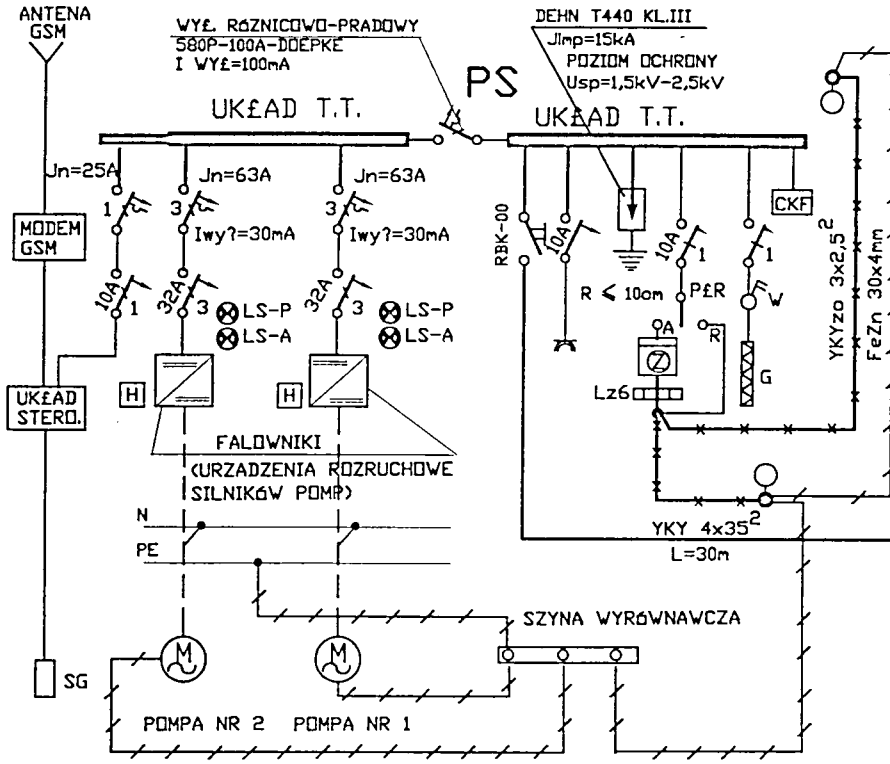 ANTENA
GSM
WYŁ. RÓZNICOWO-PRADOWY
580P-100A-DOEPKE
I WYŁ=100mA
DEHN T440 KL.III
JImp=15kA
POZIOM OCHRONY
Usp=1,5kV-2,5kV
PS
UKŁAD T.T.
UKŁAD T.T.
Jn=25A
Jn=63A
Jn=63A
1
3
3
Iwy?=30mA
Iwy?=30mA
MODEM
GSM
10A
1
32A
3
32A
3
LS-P
LS-A
LS-P
LS-A
RBK-00
10A
10A
1
1
CKF
R ≤ 10om
PŁR
W
A
R
Z
Lz6
G
YKYzo 3x2,5²
FeZn 30x4mm
UKŁAD
STERO.
H
H
FALOWNIKI
(URZADZENIA ROZRUCHOWE
SILNIKÓW POMP)
N
PE
YKY 4x35²
L=30m
SZYNA WYRÓWNAWCZA
M
M
SG
POMPA NR 2
POMPA NR 1